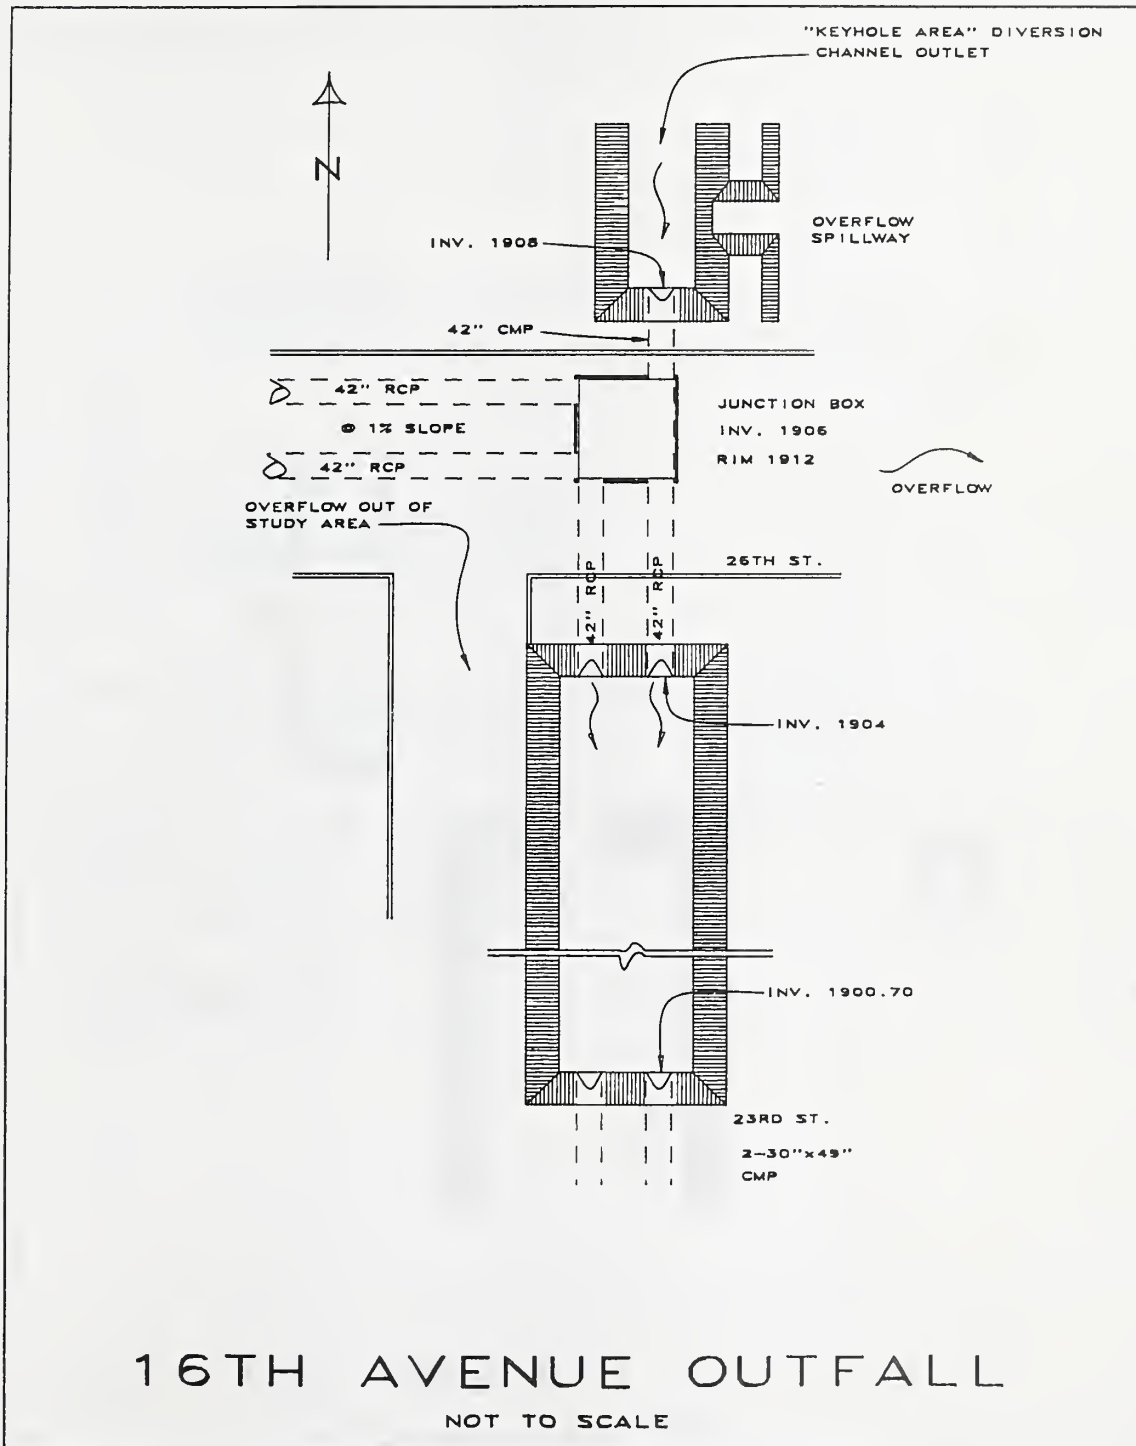 "KEYHOLE AREA" DIVERSION
CHANNEL OUTLET
N
OVERFLOW
SPILLWAY
INV. 1908
42" CMP
42" RCP
@ 1% SLOPE
42" RCP
JUNCTION BOX
INV. 1906
RIM 1912
OVERFLOW
OVERFLOW OUT OF
STUDY AREA
26TH ST.
42" RCP
42" RCP
INV. 1904
INV. 1900.70
23RD ST.
2-30"x49"
CMP
16TH AVENUE OUTFALL
NOT TO SCALE